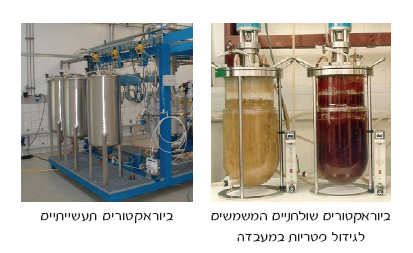 ביוראקטורים שולחניים המשמשים
לגידול פטריות במעבדה
ביוראקטורים תעשייתיים